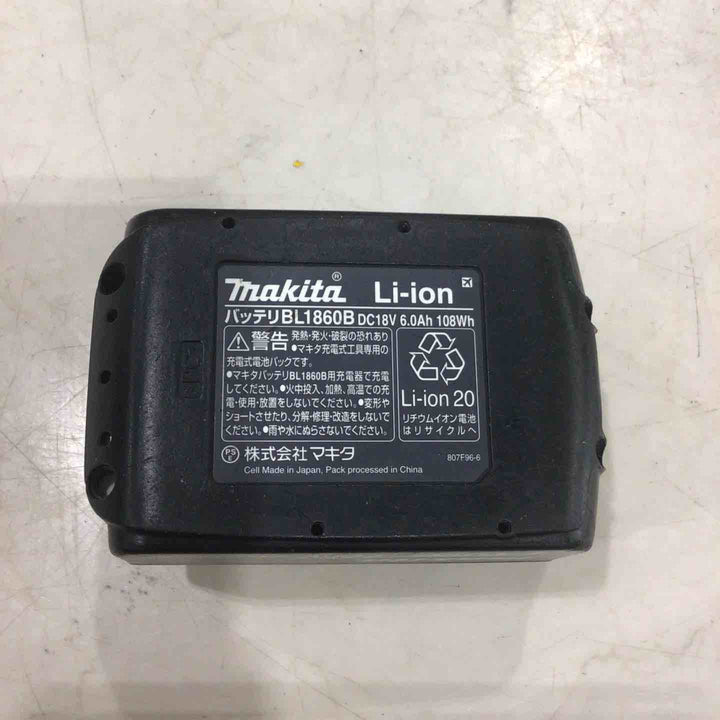 makita® Li-ion
バッテリBL1860B DC18V 6.0Ah 108Wh
警告 発熱・発火・破裂の恐れあり
●マキタ充電式工具専用の
充電式電池パックです。
●マキタバッテリBL1860B用充電器で充電
してください。●火中投入、加熱、高温での充
電・使用・放置をしないでください。●変形や
ショートさせたり、分解・修理・改造をしないで
ください。●雨や水にぬらさないでください。
Li-ion 20
リチウムイオン電池
はリサイクルへ
PS E 株式会社 マキタ
Cell Made in Japan, Pack processed in China
807F96-6